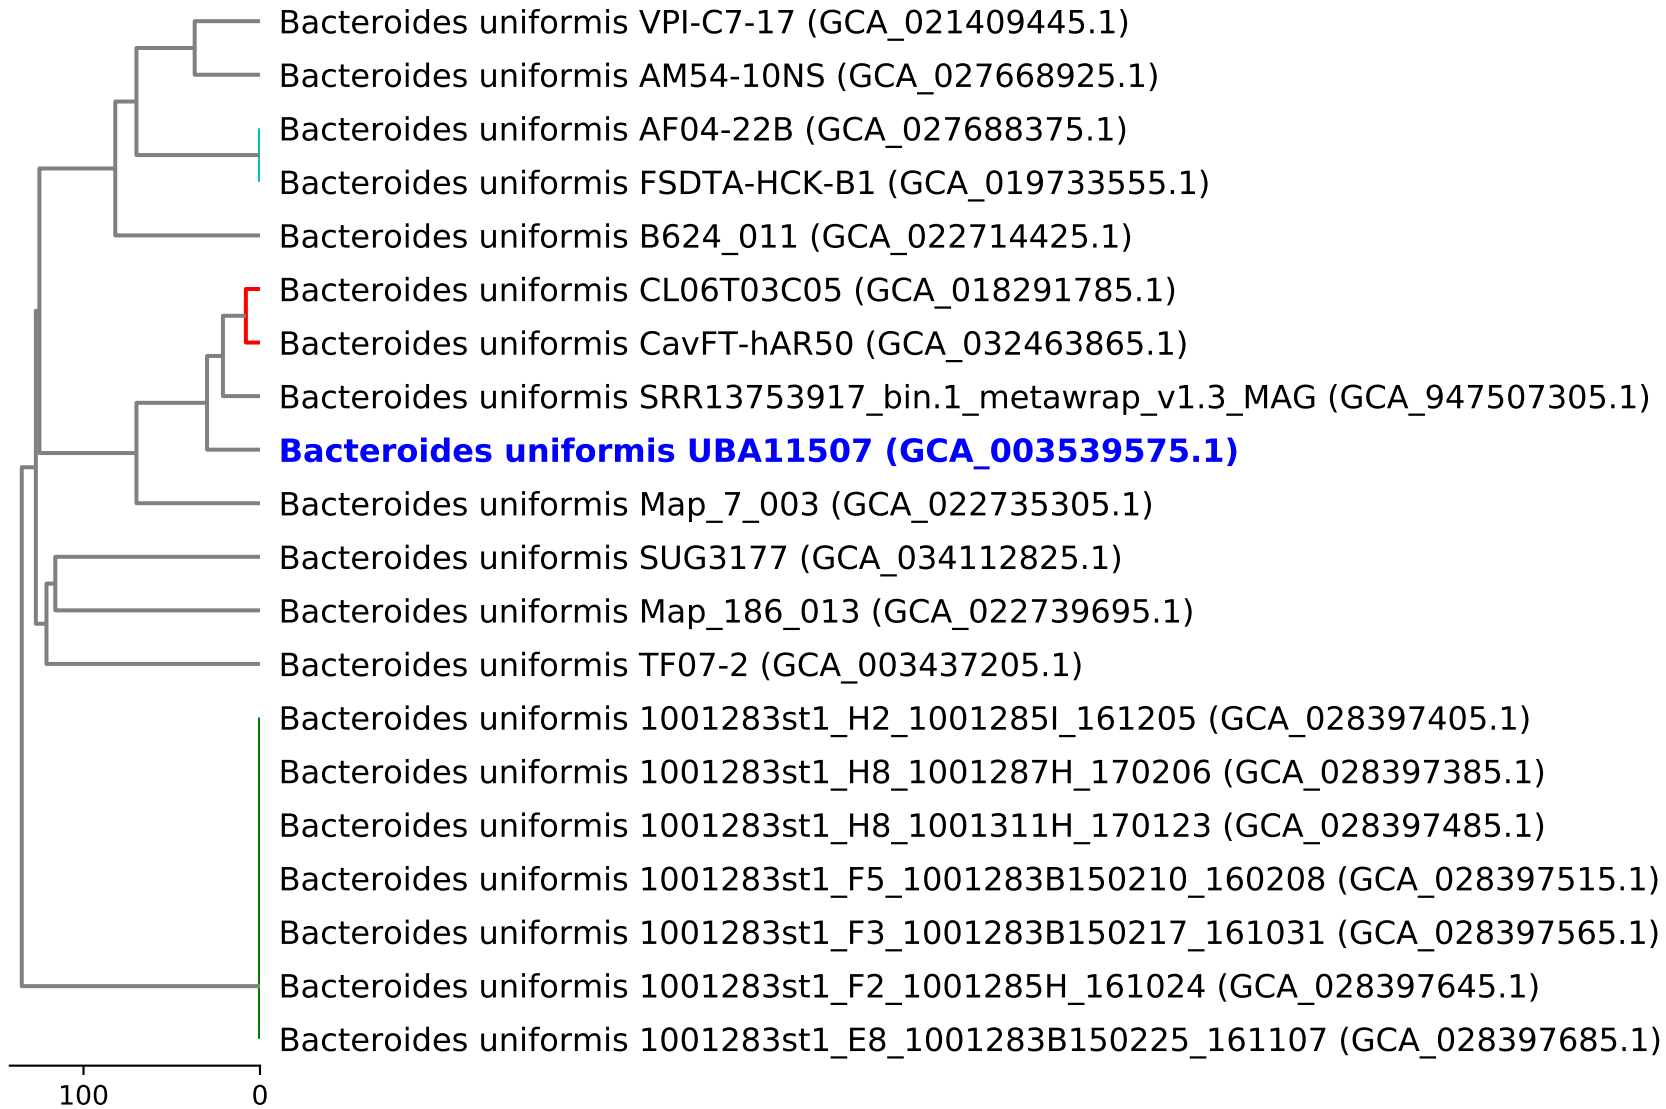 Bacteroides uniformis VPI-C7-17 (GCA_021409445.1)
Bacteroides uniformis AM54-10NS (GCA_027668925.1)
Bacteroides uniformis AF04-22B (GCA_027688375.1)
Bacteroides uniformis FSDTA-HCK-B1 (GCA_019733555.1)
Bacteroides uniformis B624_011 (GCA_022714425.1)
Bacteroides uniformis CL06T03C05 (GCA_018291785.1)
Bacteroides uniformis CavFT-hAR50 (GCA_032463865.1)
Bacteroides uniformis SRR13753917_bin.1_metawrap_v1.3_MAG (GCA_947507305.1)
Bacteroides uniformis UBA11507 (GCA_003539575.1)
Bacteroides uniformis Map_7_003 (GCA_022735305.1)
Bacteroides uniformis SUG3177 (GCA_034112825.1)
Bacteroides uniformis Map_186_013 (GCA_022739695.1)
Bacteroides uniformis TF07-2 (GCA_003437205.1)
Bacteroides uniformis 1001283st1_H2_1001285I_161205 (GCA_028397405.1)
Bacteroides uniformis 1001283st1_H8_1001287H_170206 (GCA_028397385.1)
Bacteroides uniformis 1001283st1_H8_1001311H_170123 (GCA_028397485.1)
Bacteroides uniformis 1001283st1_F5_1001283B150210_160208 (GCA_028397515.1)
Bacteroides uniformis 1001283st1_F3_1001283B150217_161031 (GCA_028397565.1)
Bacteroides uniformis 1001283st1_F2_1001285H_161024 (GCA_028397645.1)
Bacteroides uniformis 1001283st1_E8_1001283B150225_161107 (GCA_028397685.1)
100 0